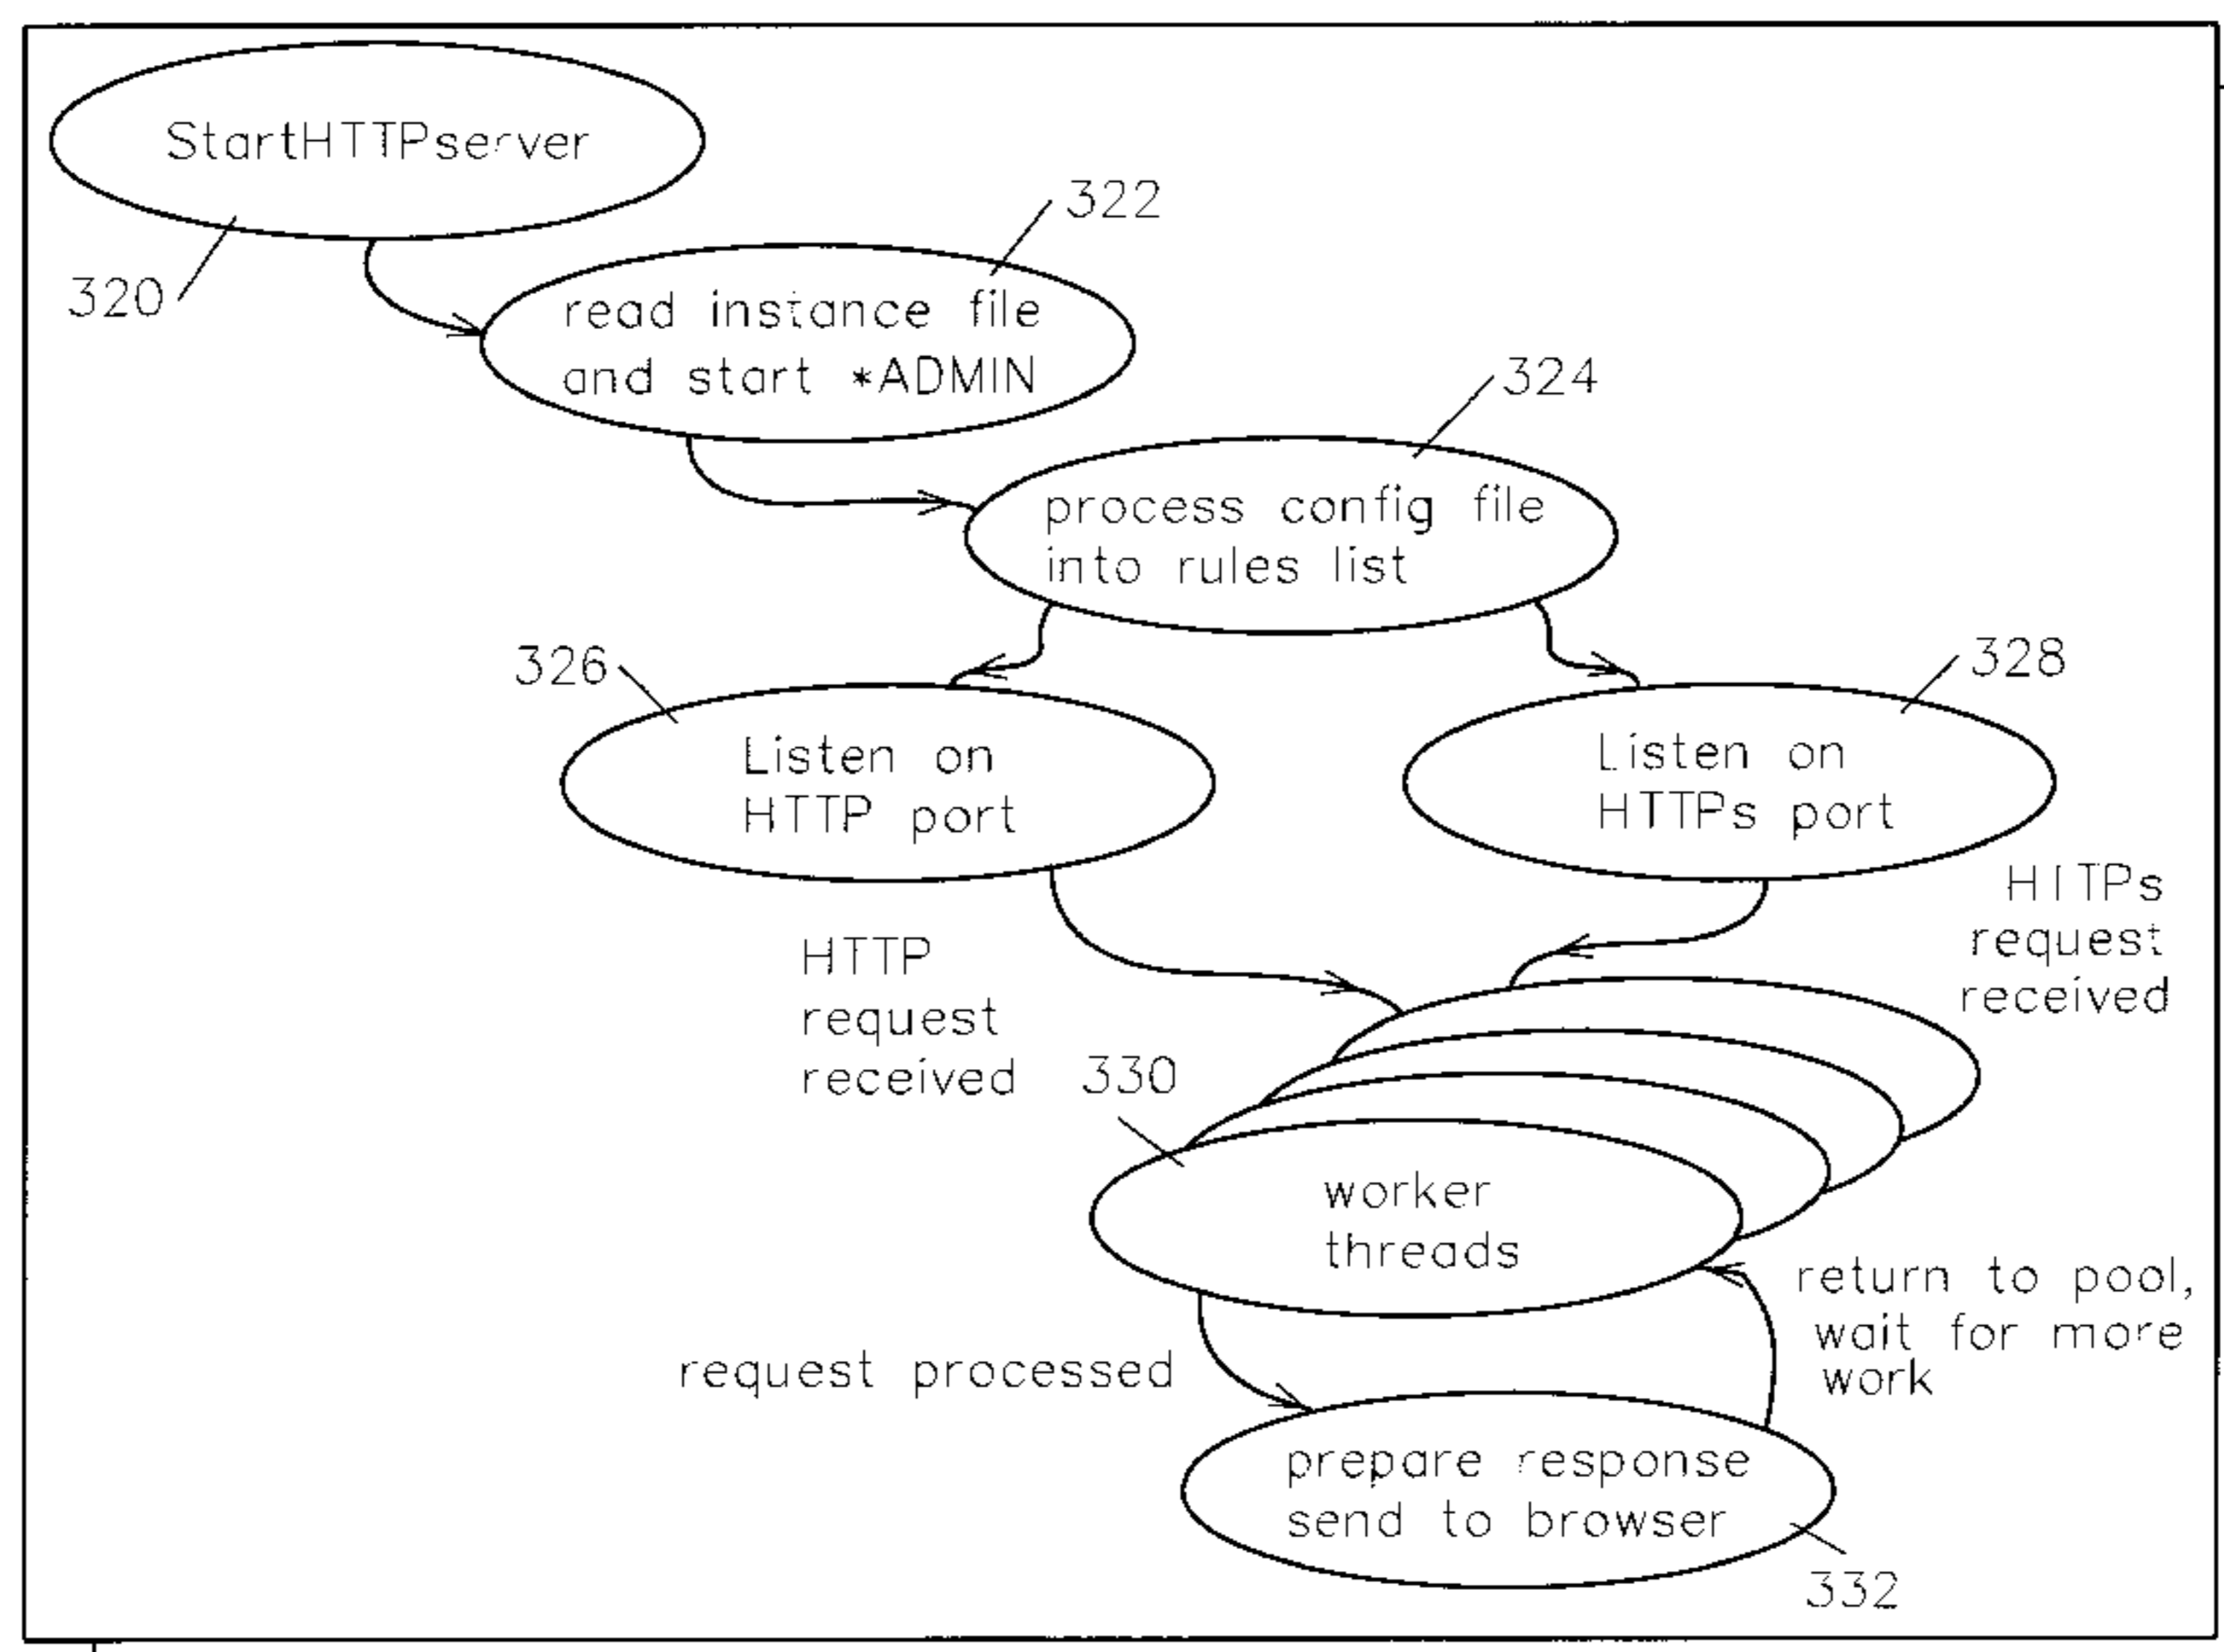 StartHTTPserver
320
322
read instance file
and start *ADMIN
324
process config file
into rules list
326
Listen on
HTTP port
328
Listen on
HTTPs port
HTTP
request
received
HTTPs
request
received
330
worker
threads
request processed
return to pool,
wait for more
work
prepare response
send to browser
332